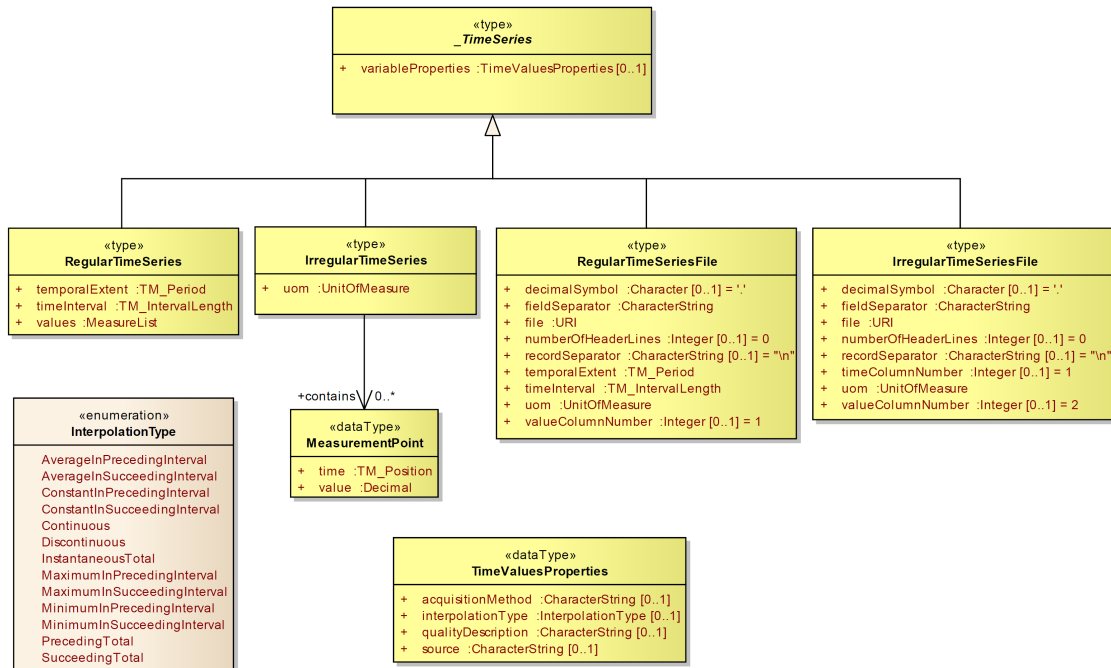 «type»
_TimeSeries
+ variableProperties :TimeValuesProperties [0..1]
«type»
RegularTimeSeries
+ temporalExtent :TM_Period
+ timeInterval :TM_IntervalLength
+ values :MeasureList
«type»
IrregularTimeSeries
+ uom :UnitOfMeasure
«type»
RegularTimeSeriesFile
+ decimalSymbol :Character [0..1] = '.'
+ fieldSeparator :CharacterString
+ file :URI
+ numberOfHeaderLines :Integer [0..1] = 0
+ recordSeparator :CharacterString [0..1] = "\n"
+ temporalExtent :TM_Period
+ timeInterval :TM_IntervalLength
+ uom :UnitOfMeasure
+ valueColumnNumber :Integer [0..1] = 1
«type»
IrregularTimeSeriesFile
+ decimalSymbol :Character [0..1] = '.'
+ fieldSeparator :CharacterString
+ file :URI
+ numberOfHeaderLines :Integer [0..1] = 0
+ recordSeparator :CharacterString [0..1] = "\n"
+ timeColumnNumber :Integer [0..1] = 1
+ uom :UnitOfMeasure
+ valueColumnNumber :Integer [0..1] = 2
+contains 0..*
«dataType»
MeasurementPoint
+ time :TM_Position
+ value :Decimal
«enumeration»
InterpolationType
AverageInPrecedingInterval
AverageInSucceedingInterval
ConstantInPrecedingInterval
ConstantInSucceedingInterval
Continuous
Discontinuous
InstantaneousTotal
MaximumInPrecedingInterval
MaximumInSucceedingInterval
MinimumInPrecedingInterval
MinimumInSucceedingInterval
PrecedingTotal
SucceedingTotal
«dataType»
TimeValuesProperties
+ acquisitionMethod :CharacterString [0..1]
+ interpolationType :InterpolationType [0..1]
+ qualityDescription :CharacterString [0..1]
+ source :CharacterString [0..1]